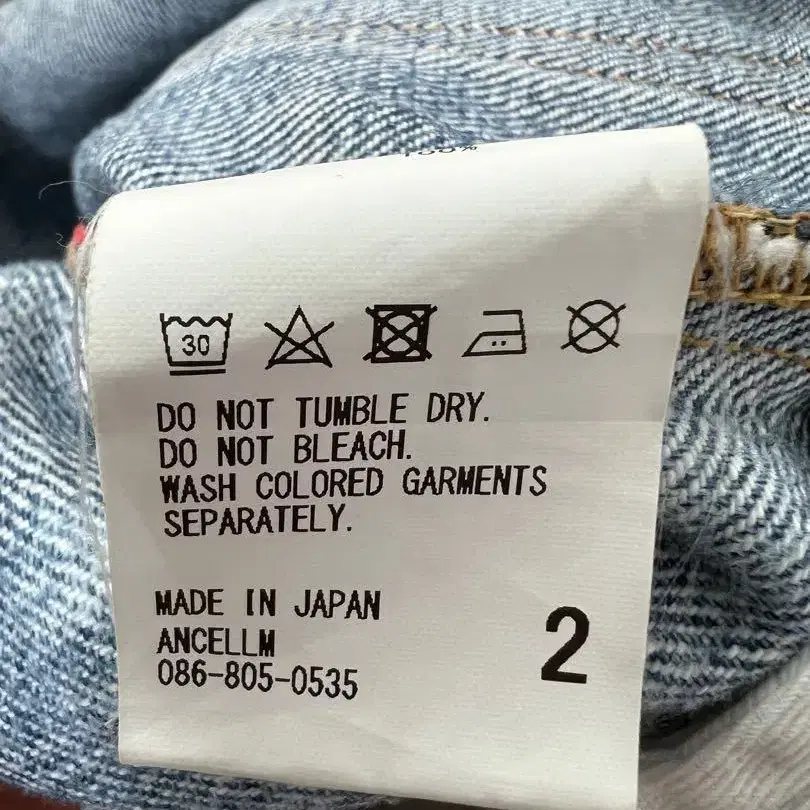 100%
30
DO NOT TUMBLE DRY.
DO NOT BLEACH.
WASH COLORED GARMENTS
SEPARATELY.
MADE IN JAPAN
ANCELLM
086-805-0535
2